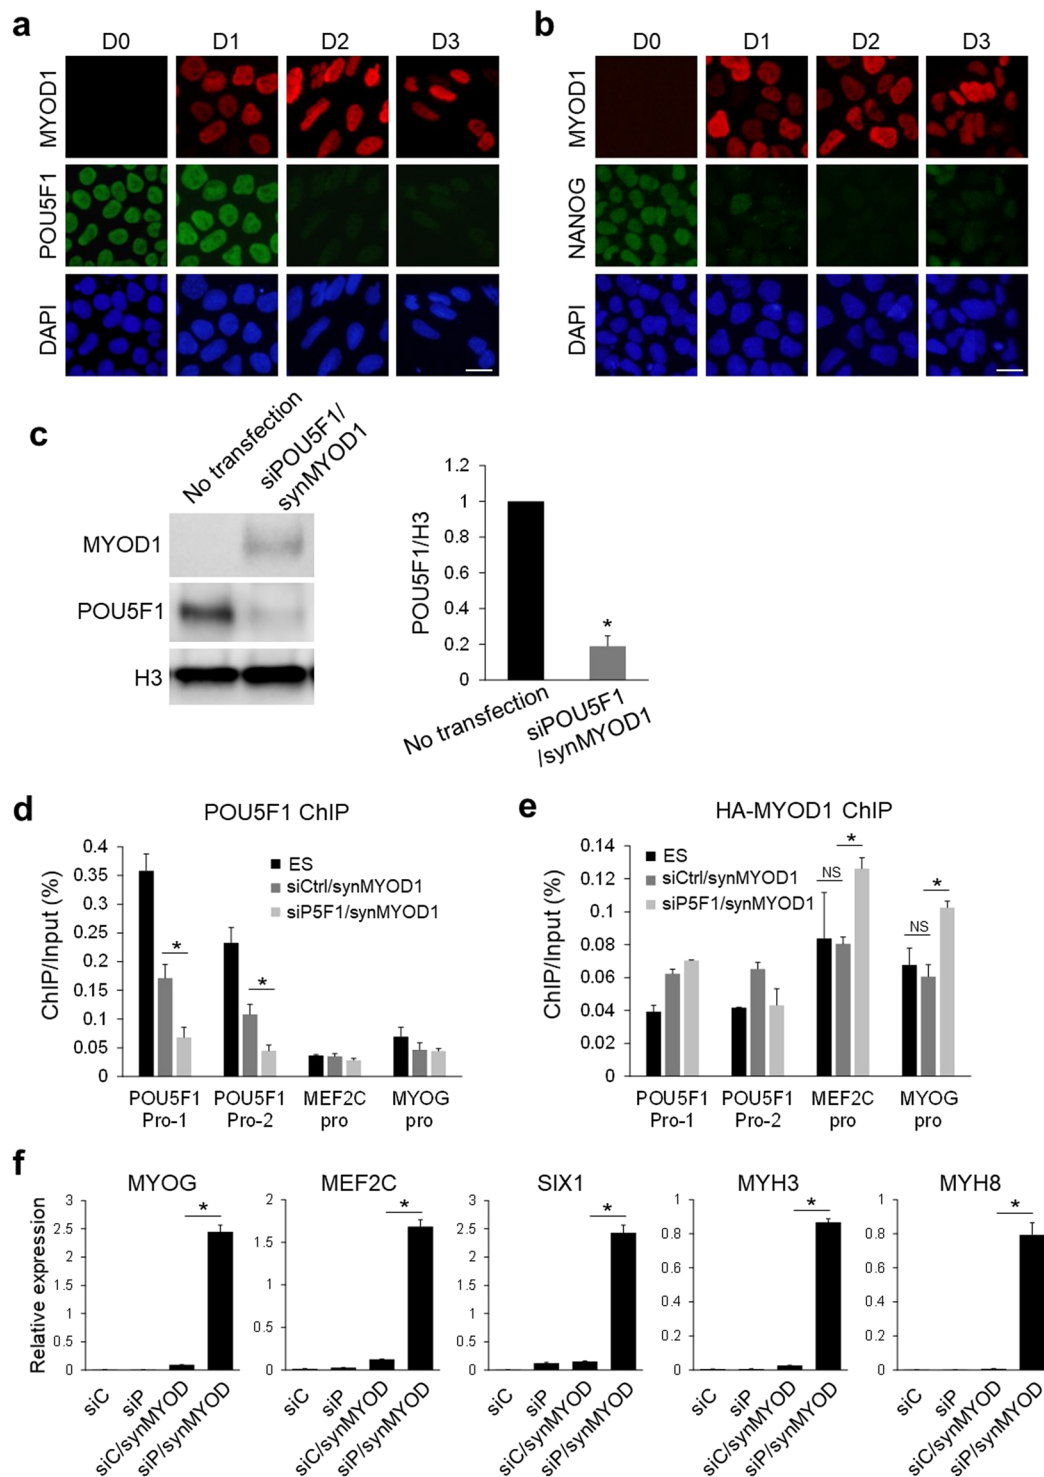 a
D0 D1 D2 D3
MYOD1
POU5F1
DAPI
b
D0 D1 D2 D3
MYOD1
NANOG
DAPI
c
No transfection
siPOU5F1/
synMYOD1
MYOD1
POU5F1
H3
POU5F1/H3
1.2
1
0.8
0.6
0.4
0.2
0
*
No transfection
siPOU5F1
/synMYOD1
d
POU5F1 ChIP
ChIP/Input (%)
0.4
0.35
0.3
0.25
0.2
0.15
0.1
0.05
0
ES
siCtrl/synMYOD1
siP5F1/synMYOD1
*
*
POU5F1 Pro-1
POU5F1 Pro-2
MEF2C pro
MYOG pro
e
HA-MYOD1 ChIP
ChIP/Input (%)
0.14
0.12
0.1
0.08
0.06
0.04
0.02
0
ES
siCtrl/synMYOD1
siP5F1/synMYOD1
NS
*
NS
*
POU5F1 Pro-1
POU5F1 Pro-2
MEF2C pro
MYOG pro
f
Relative expression
MYOG
3
2.5
2
1.5
1
0.5
0
*
siC
siP
siC/synMYOD
siP/synMYOD
MEF2C
2
1.5
1
0.5
0
*
siC
siP
siC/synMYOD
siP/synMYOD
SIX1
3
2.5
2
1.5
1
0.5
0
*
siC
siP
siC/synMYOD
siP/synMYOD
MYH3
1
0.8
0.6
0.4
0.2
0
*
siC
siP
siC/synMYOD
siP/synMYOD
MYH8
1
0.8
0.6
0.4
0.2
0
*
siC
siP
siC/synMYOD
siP/synMYOD